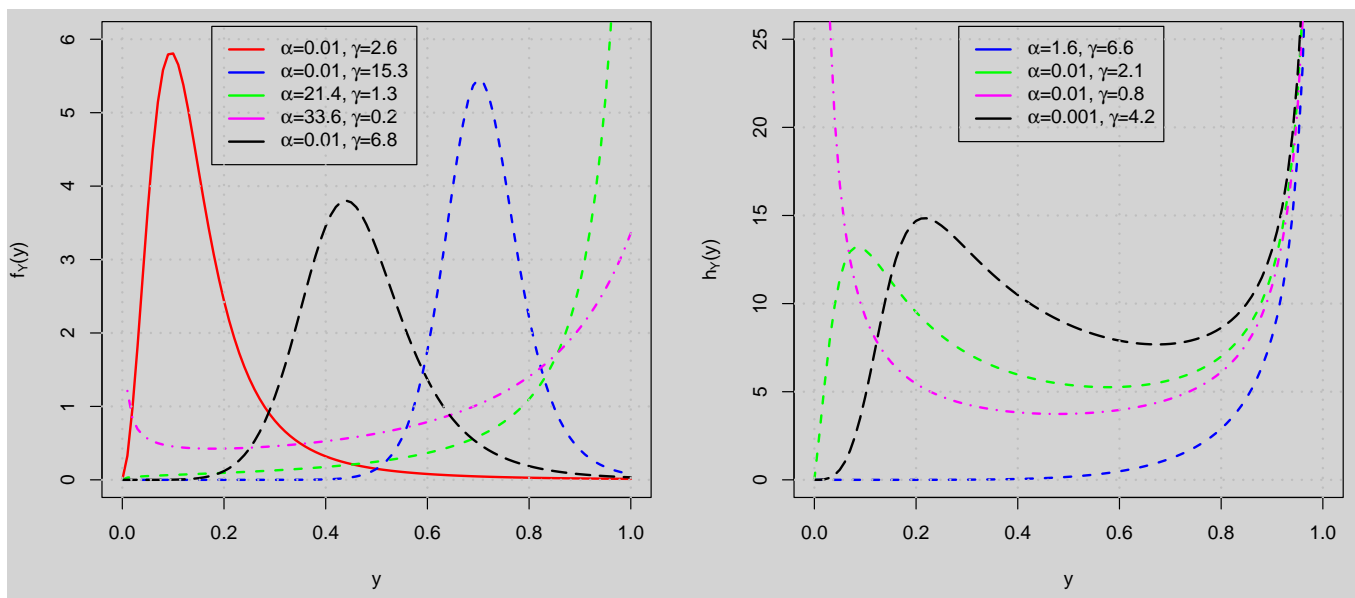 α=0.01, γ=2.6
α=0.01, γ=15.3
α=21.4, γ=1.3
α=33.6, γ=0.2
α=0.01, γ=6.8
6
5
4
3
2
1
0
fY(y)
0.0 0.2 0.4 0.6 0.8 1.0
y
α=1.6, γ=6.6
α=0.01, γ=2.1
α=0.01, γ=0.8
α=0.001, γ=4.2
25
20
15
10
5
0
hY(y)
0.0 0.2 0.4 0.6 0.8 1.0
y